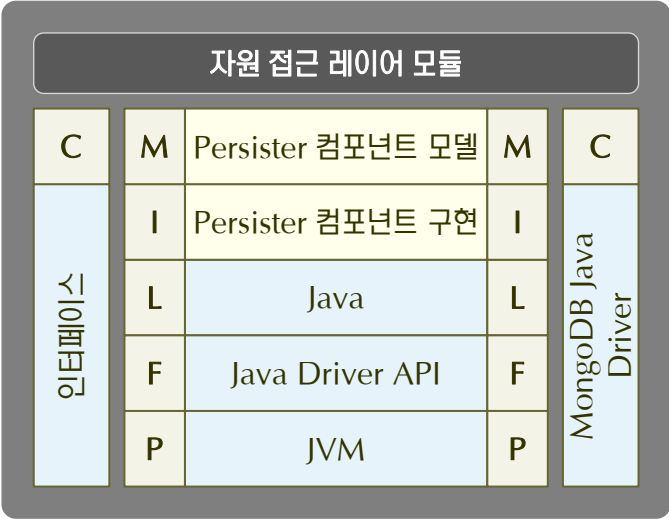 자원 접근 레이어 모듈
C
M
Persister 컴포넌트 모델
M
C
I
Persister 컴포넌트 구현
I
L
Java
L
F
Java Driver API
F
P
JVM
P
인터페이스
MongoDB Java
Driver